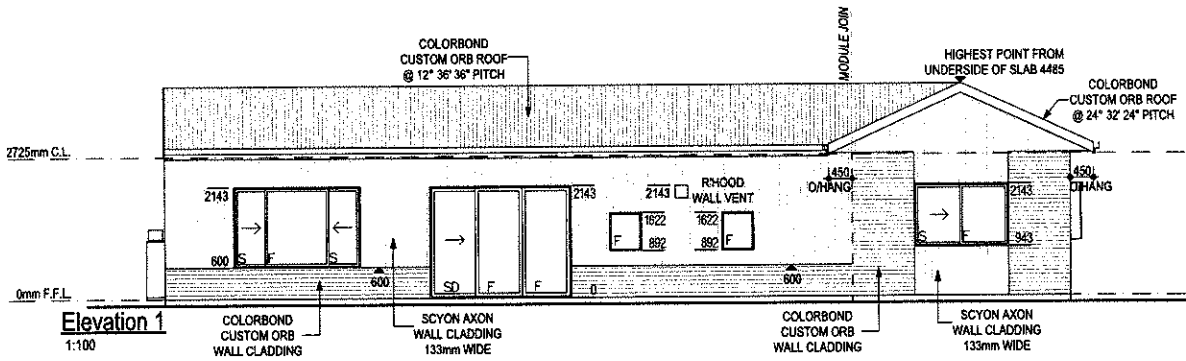 COLORBOND
CUSTOM ORB ROOF
@ 12° 36' 36" PITCH
MODULE JOIN
HIGHEST POINT FROM
UNDERSIDE OF SLAB 4485
COLORBOND
CUSTOM ORB ROOF
@ 24° 32' 24" PITCH
2725mm C.L.
450
O/HANG
450
O/HANG
R'HOOD
WALL VENT
2143
2143
2143
2143
1622
1622
892
892
943
600
S F S
SD F F
F
F
S F
600
600
0
0mm F.F.L.
Elevation 1
1:100
COLORBOND
CUSTOM ORB
WALL CLADDING
SCYON AXON
WALL CLADDING
133mm WIDE
COLORBOND
CUSTOM ORB
WALL CLADDING
SCYON AXON
WALL CLADDING
133mm WIDE